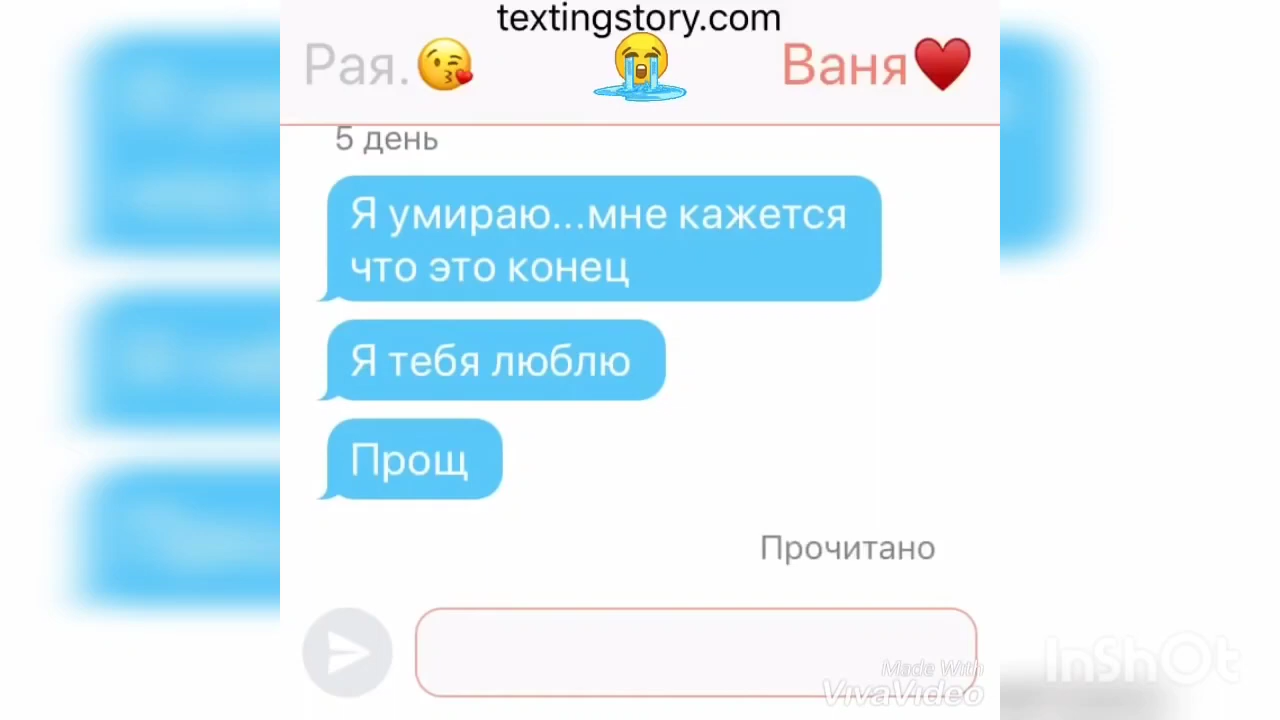 textingstory.com
Рая.😘 😭 Ваня♥️
5 день
Я умираю...мне кажется
что это конец
Я тебя люблю
Прощ
Прочитано
Made With
VivaVideo
InShOt